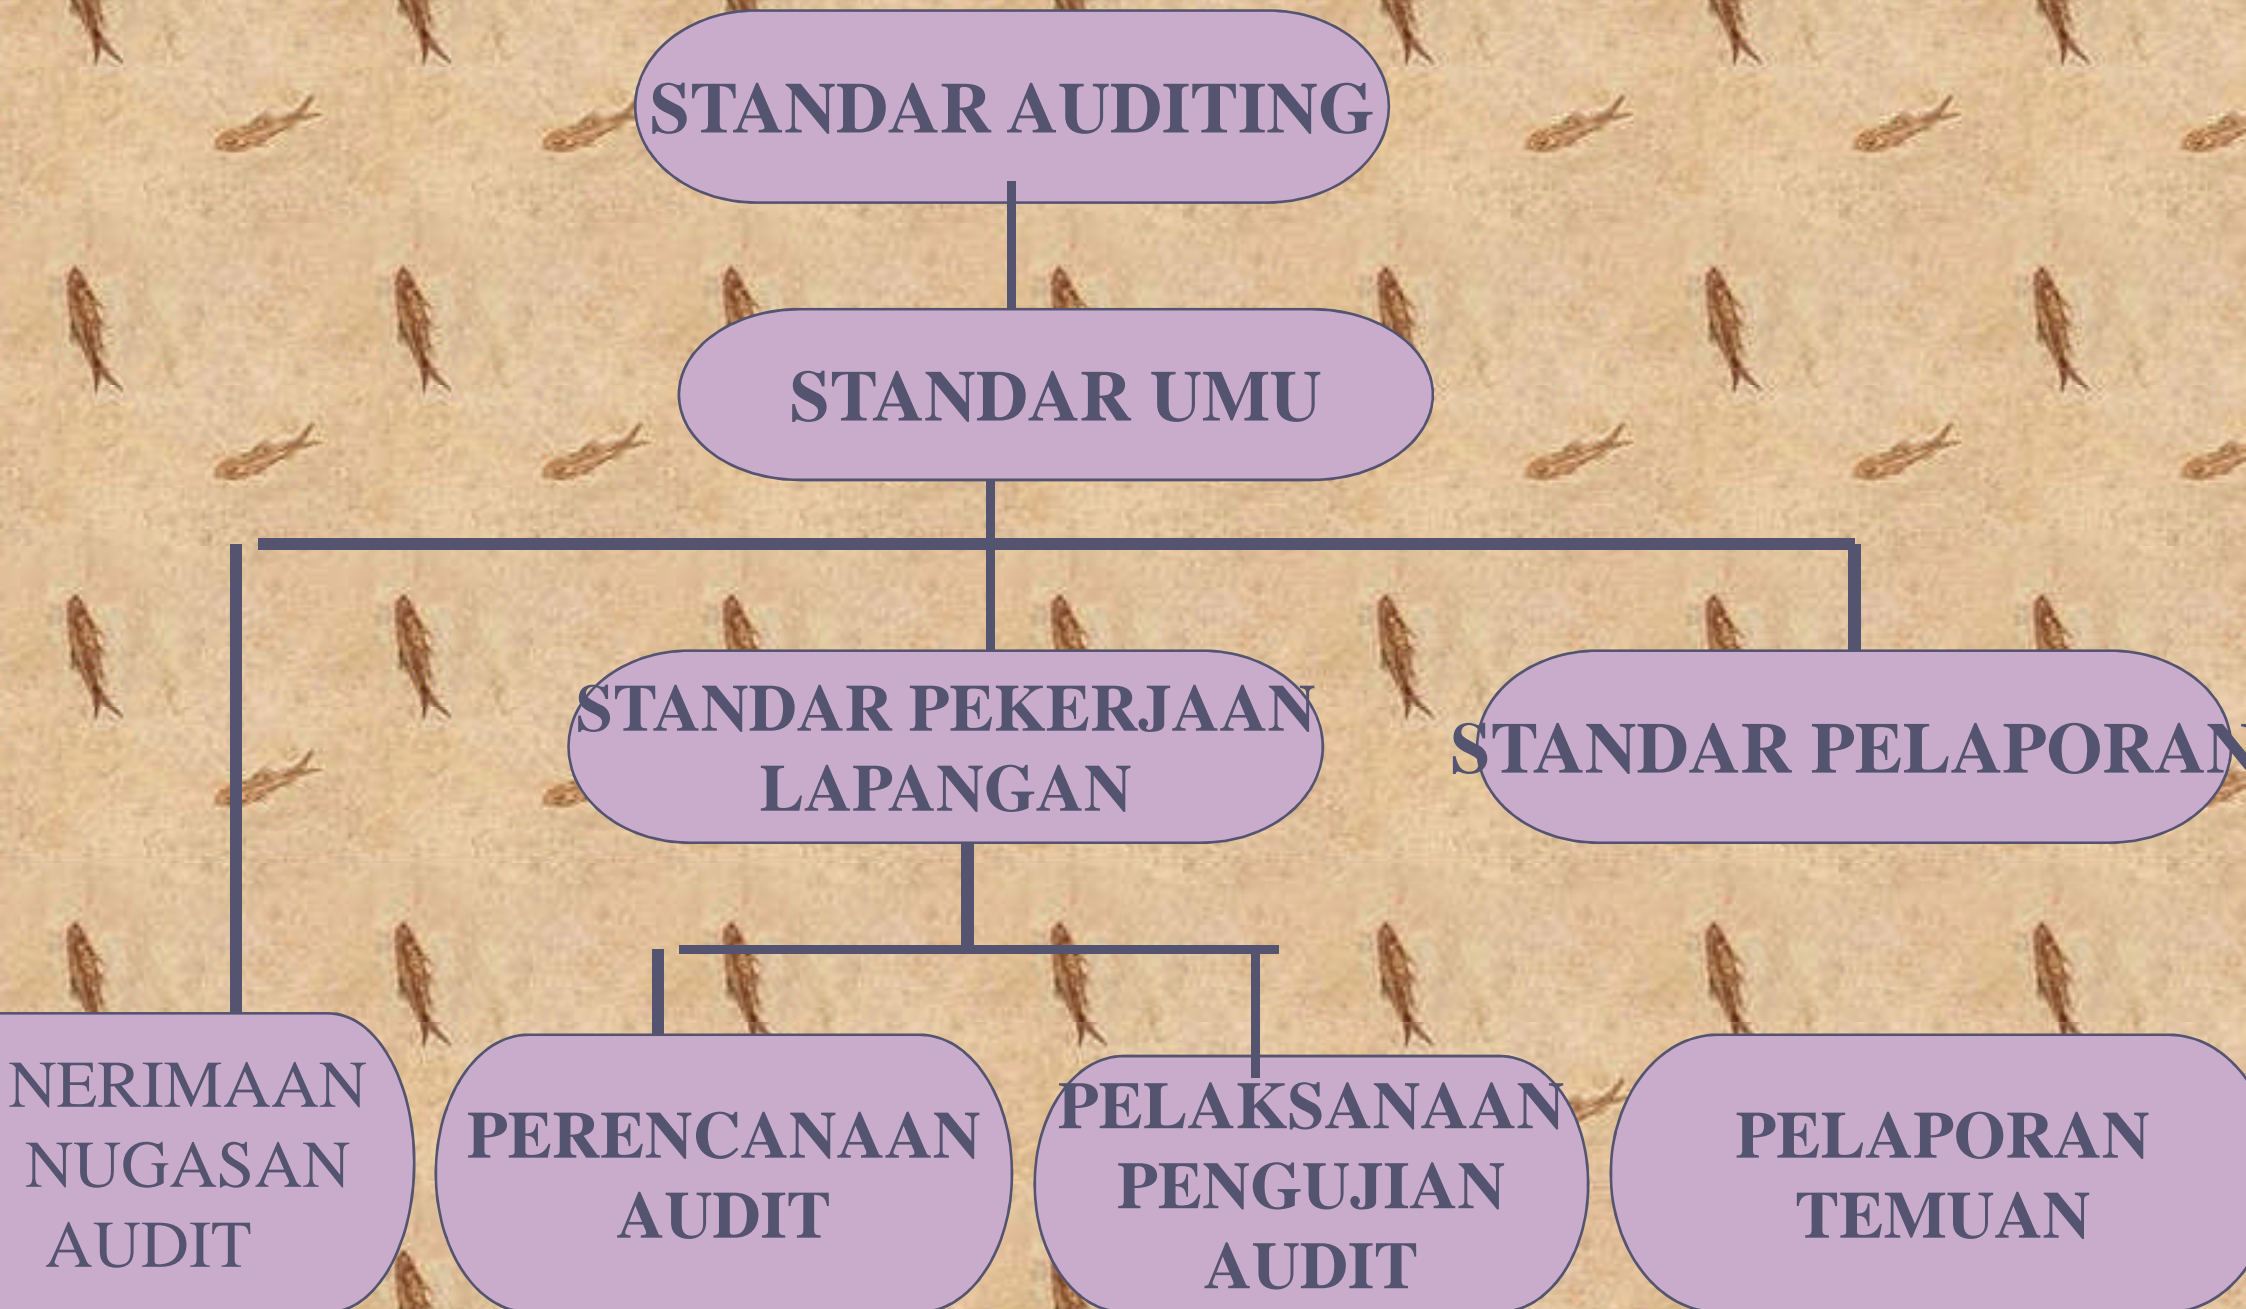 STANDAR AUDITING
STANDAR UMU
STANDAR PEKERJAAN
LAPANGAN
STANDAR PELAPORAN
NERIMAAN
NUGASAN
AUDIT
PERENCANAAN
AUDIT
PELAKSANAAN
PENGUJIAN
AUDIT
PELAPORAN
TEMUAN